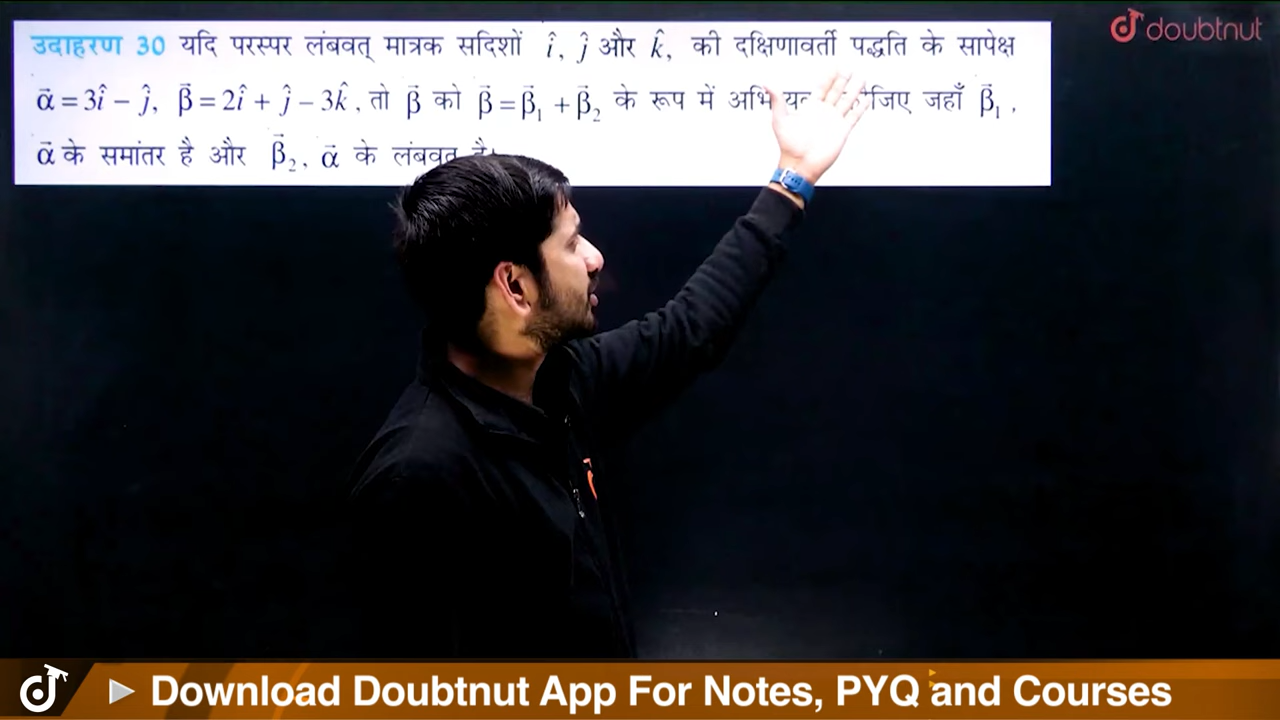 उदाहरण 30 यदि परस्पर लंबवत् मात्रक सदिशों î, ĵ और k̂, की दक्षिणावर्ती पद्धति के सापेक्ष
α⃗ = 3î − ĵ, β⃗ = 2î + ĵ − 3k̂, तो β⃗ को β⃗ = β⃗₁ + β⃗₂ के रूप में जहाँ β⃗₁,
α⃗ के समांतर है और β⃗₂, α⃗ के लंबवत है।
doubtnut
Download Doubtnut App For Notes, PYQ and Courses